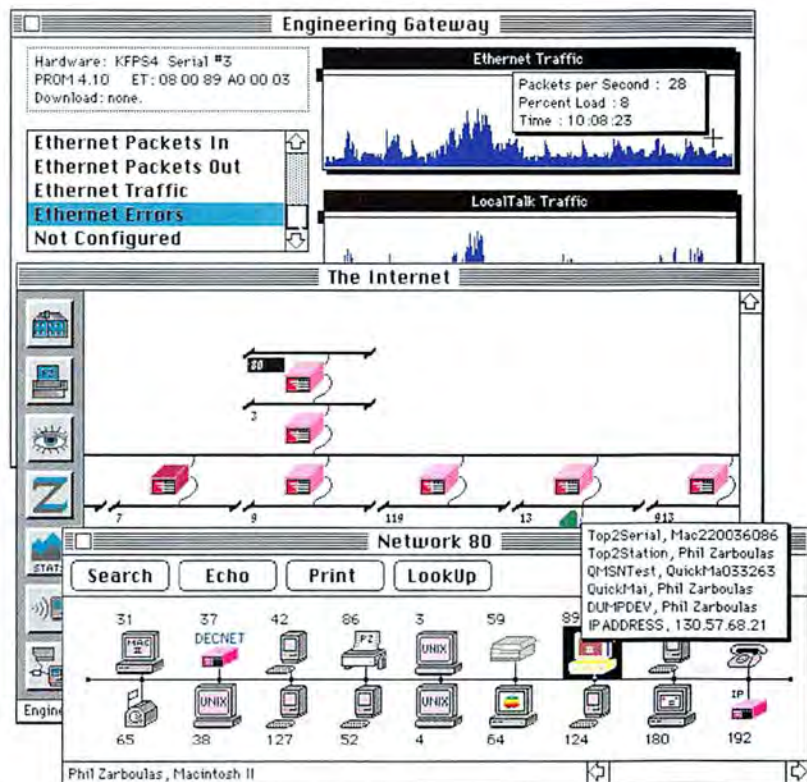 Engineering Gateway
Hardware: KFPS4 Serial #3
PROM 4.10 ET: 08 00 89 A0 00 03
Download: none.
Ethernet Packets In
Ethernet Packets Out
Ethernet Traffic
Ethernet Errors
Not Configured
Ethernet Traffic
Packets per Second : 28
Percent Load : 8
Time : 10:08:23
LocalTalk Traffic
The Internet
80
3
7 9 119 13 913
Z
STATS
Engine
Network 80
Search Echo Print LookUp
Top2Serial, Mac220036086
Top2Station, Phil Zarboulas
QMSNTest, QuickMa033263
QuickMai, Phil Zarboulas
DUMPDEV, Phil Zarboulas
IPADDRESS, 130.57.68.21
31 37 42 86 3 59 89
DECNET
MAC II
PZ
UNIX
UNIX
UNIX
IP
65 38 127 52 4 64 124 180 192
Phil Zarboulas, Macintosh II